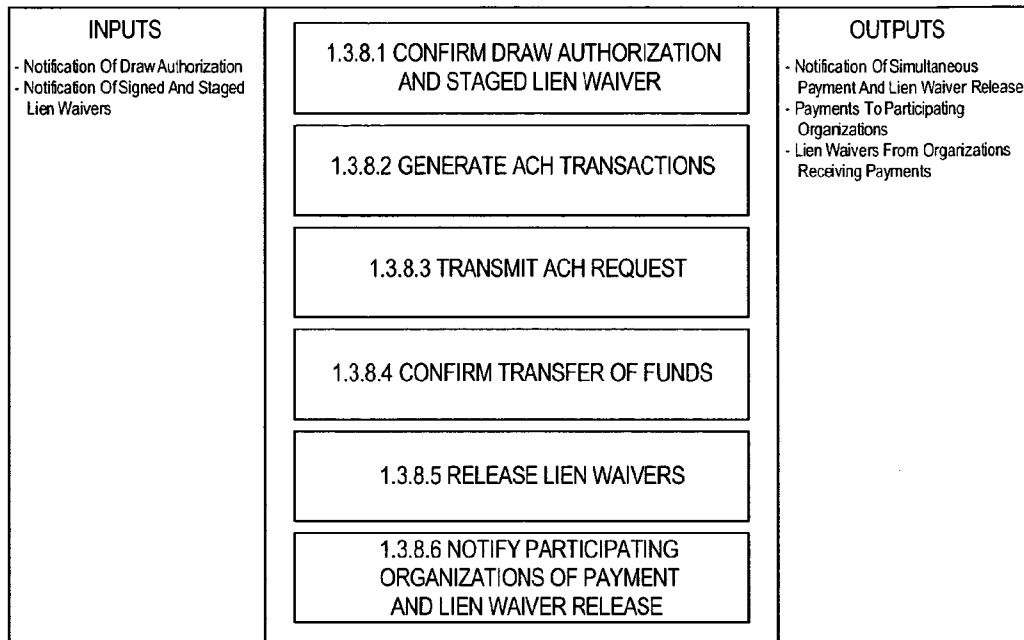 INPUTS
- Notification Of Draw Authorization
- Notification Of Signed And Staged
Lien Waivers
1.3.8.1 CONFIRM DRAW AUTHORIZATION
AND STAGED LIEN WAIVER
1.3.8.2 GENERATE ACH TRANSACTIONS
1.3.8.3 TRANSMIT ACH REQUEST
1.3.8.4 CONFIRM TRANSFER OF FUNDS
1.3.8.5 RELEASE LIEN WAIVERS
1.3.8.6 NOTIFY PARTICIPATING
ORGANIZATIONS OF PAYMENT
AND LIEN WAIVER RELEASE
OUTPUTS
- Notification Of Simultaneous
Payment And Lien Waiver Release
- Payments To Participating
Organizations
- Lien Waivers From Organizations
Receiving Payments